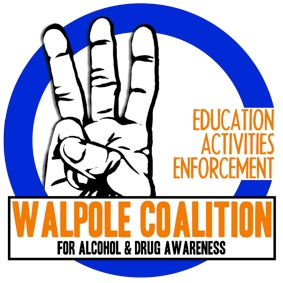 EDUCATION
ACTIVITIES
ENFORCEMENT
WALPOLE COALITION
FOR ALCOHOL & DRUG AWARENESS